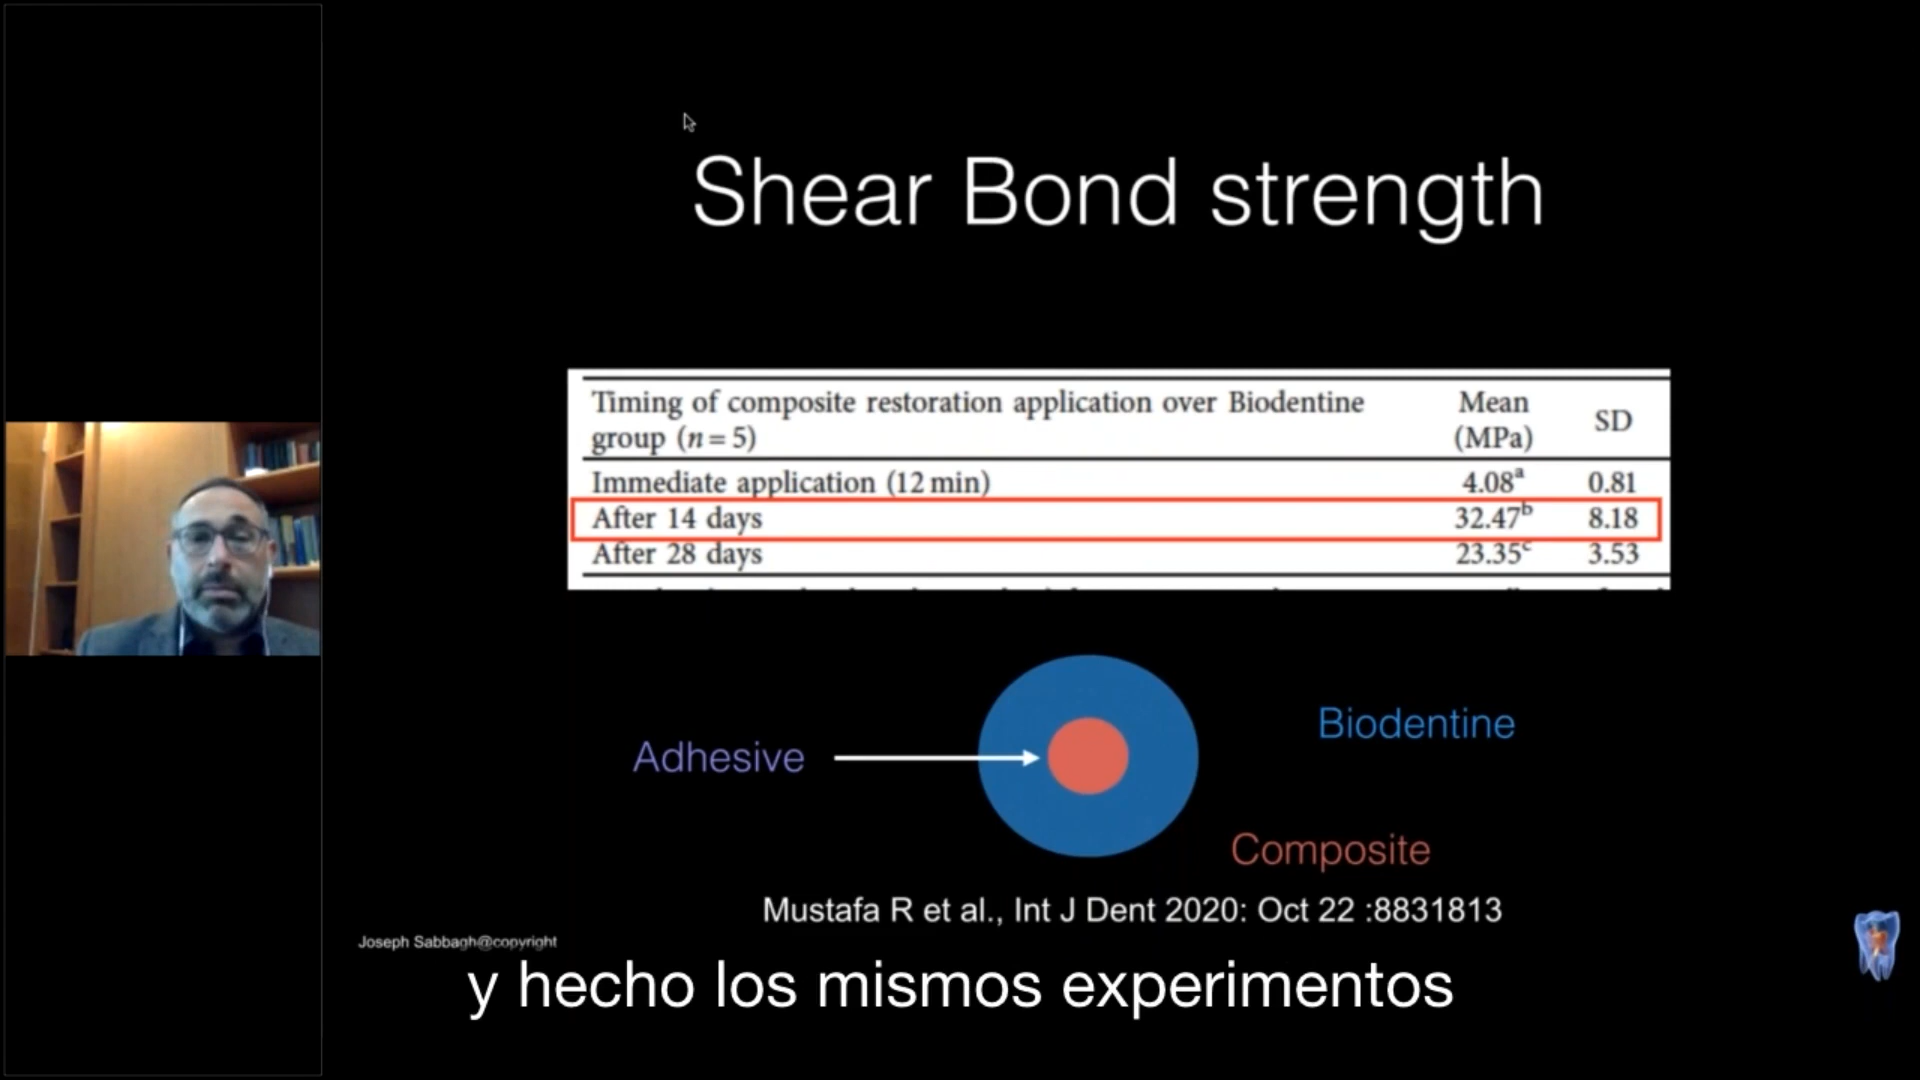 Shear Bond strength
Timing of composite restoration application over Biodentine group (n = 5) Mean (MPa) SD
Immediate application (12 min) 4.08ᵃ 0.81
After 14 days 32.47ᵇ 8.18
After 28 days 23.35ᶜ 3.53
Adhesive
Biodentine
Composite
Mustafa R et al., Int J Dent 2020: Oct 22 :8831813
Joseph Sabbagh@copyright
y hecho los mismos experimentos